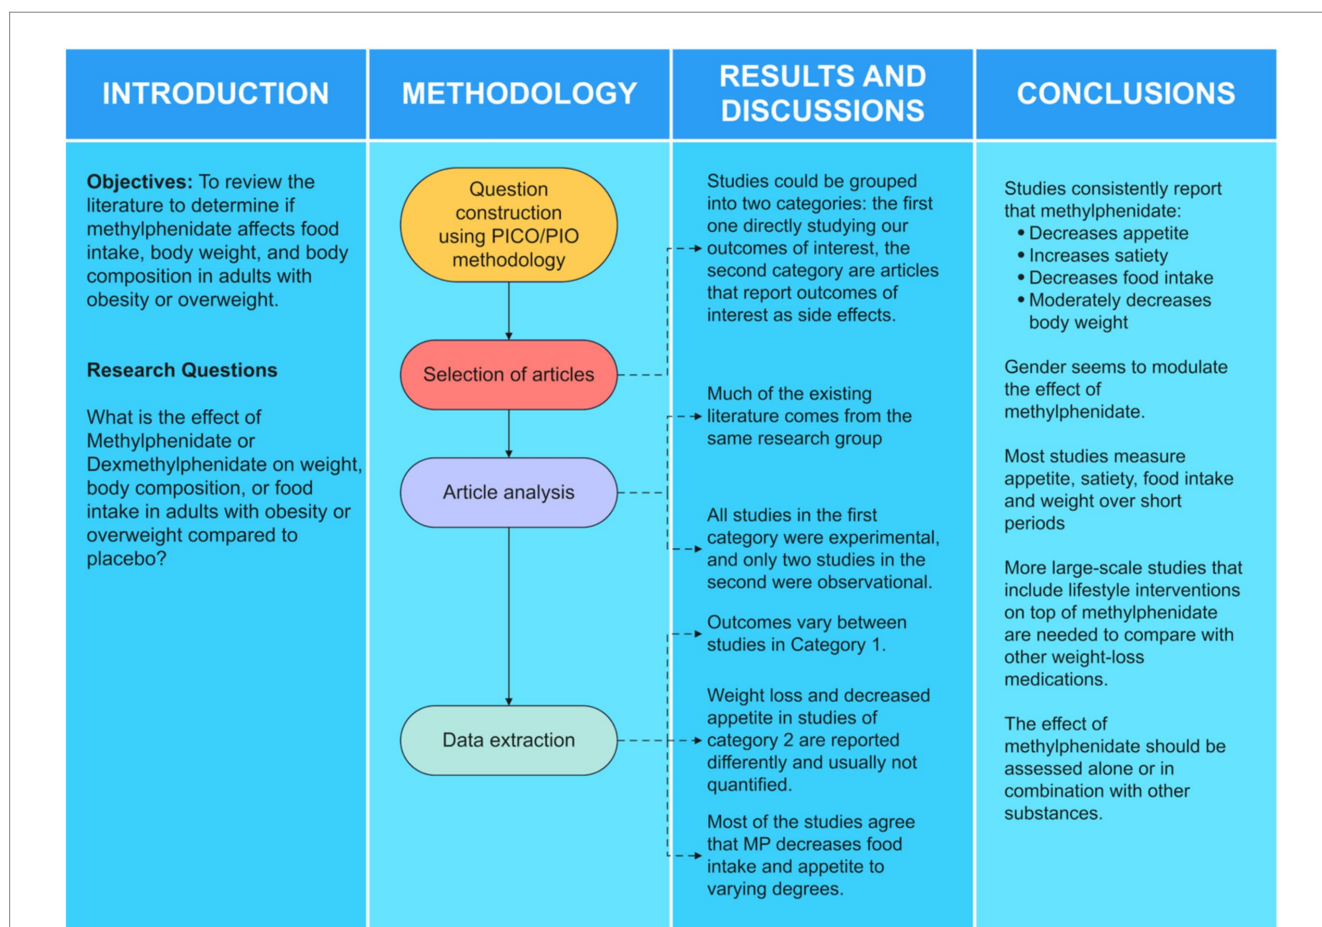 INTRODUCTION
Objectives: To review the
literature to determine if
methylphenidate affects food
intake, body weight, and body
composition in adults with
obesity or overweight.
Research Questions
What is the effect of
Methylphenidate or
Dexmethylphenidate on weight,
body composition, or food
intake in adults with obesity or
overweight compared to
placebo?
METHODOLOGY
Question
construction
using PICO/PIO
methodology
Selection of articles
Article analysis
Data extraction
RESULTS AND
DISCUSSIONS
Studies could be grouped
into two categories: the first
one directly studying our
outcomes of interest, the
second category are articles
that report outcomes of
interest as side effects.
Much of the existing
literature comes from the
same research group
All studies in the first
category were experimental,
and only two studies in the
second were observational.
Outcomes vary between
studies in Category 1.
Weight loss and decreased
appetite in studies of
category 2 are reported
differently and usually not
quantified.
Most of the studies agree
that MP decreases food
intake and appetite to
varying degrees.
CONCLUSIONS
Studies consistently report
that methylphenidate:
• Decreases appetite
• Increases satiety
• Decreases food intake
• Moderately decreases
body weight
Gender seems to modulate
the effect of
methylphenidate.
Most studies measure
appetite, satiety, food intake
and weight over short
periods
More large-scale studies that
include lifestyle interventions
on top of methylphenidate
are needed to compare with
other weight-loss
medications.
The effect of
methylphenidate should be
assessed alone or in
combination with other
substances.